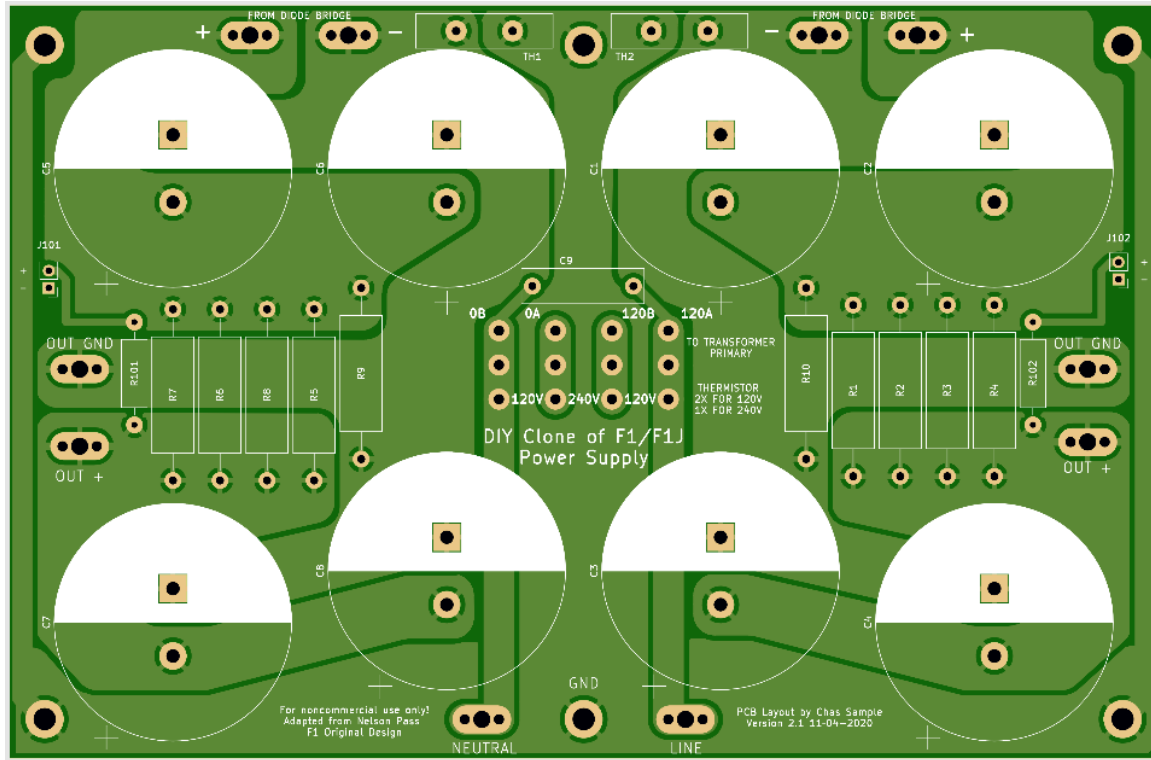 FROM DIODE BRIDGE
FROM DIODE BRIDGE
+
-
-
+
TH1
TH2
C5
C6
C1
C2
J101
+
-
J102
+
-
C9
0B
0A
120B
120A
TO TRANSFORMER
PRIMARY
OUT GND
OUT GND
R101
R7
R6
R8
R5
R9
R10
R1
R2
R3
R4
R102
THERMISTOR
2X FOR 120V
1X FOR 240V
120V
240V
120V
DIY Clone of F1/F1J
Power Supply
OUT +
OUT +
C7
C8
C3
C4
For noncommercial use only!
Adapted from Nelson Pass
F1 Original Design
GND
PCB Layout by Chas Sample
Version 2.1 11-04-2020
NEUTRAL
LINE